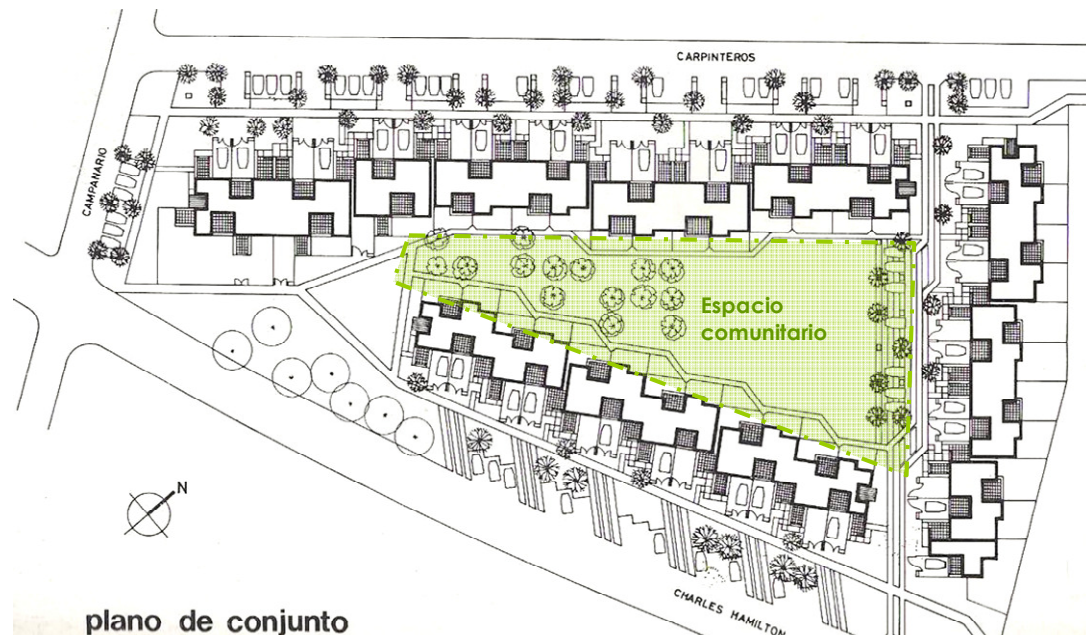 CARPINTEROS
CAMPANARIO
Espacio
comunitario
N
CHARLES HAMILTON
plano de conjunto